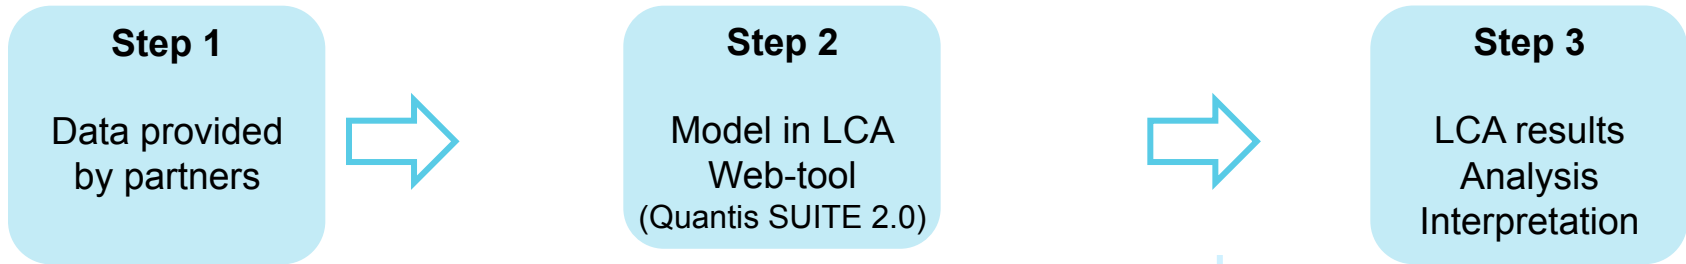 Step 1
Data provided
by partners
Step 2
Model in LCA
Web-tool
(Quantis SUITE 2.0)
Step 3
LCA results
Analysis
Interpretation